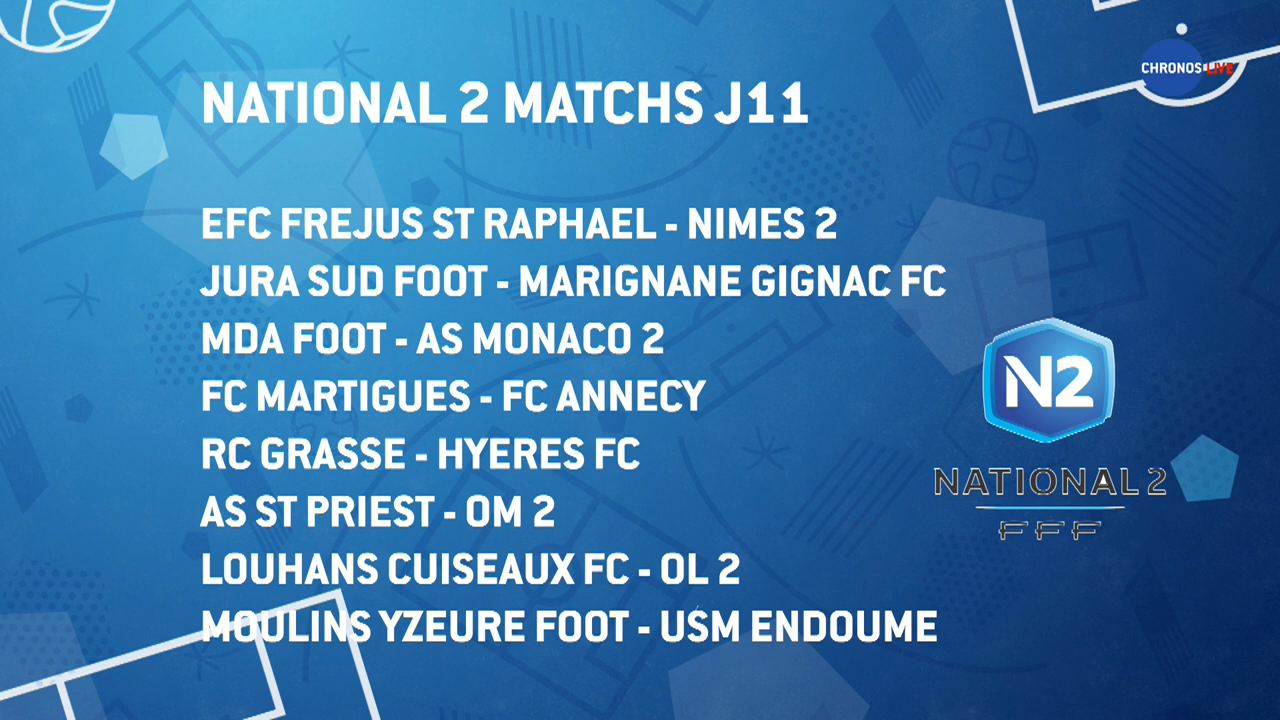 CHRONOS LIVE
NATIONAL 2 MATCHS J11
EFC FREJUS ST RAPHAEL - NIMES 2
JURA SUD FOOT - MARIGNANE GIGNAC FC
MDA FOOT - AS MONACO 2
FC MARTIGUES - FC ANNECY
RC GRASSE - HYERES FC
AS ST PRIEST - OM 2
LOUHANS CUISEAUX FC - OL 2
MOULINS YZEURE FOOT - USM ENDOUME
N2
NATIONAL 2
FFF